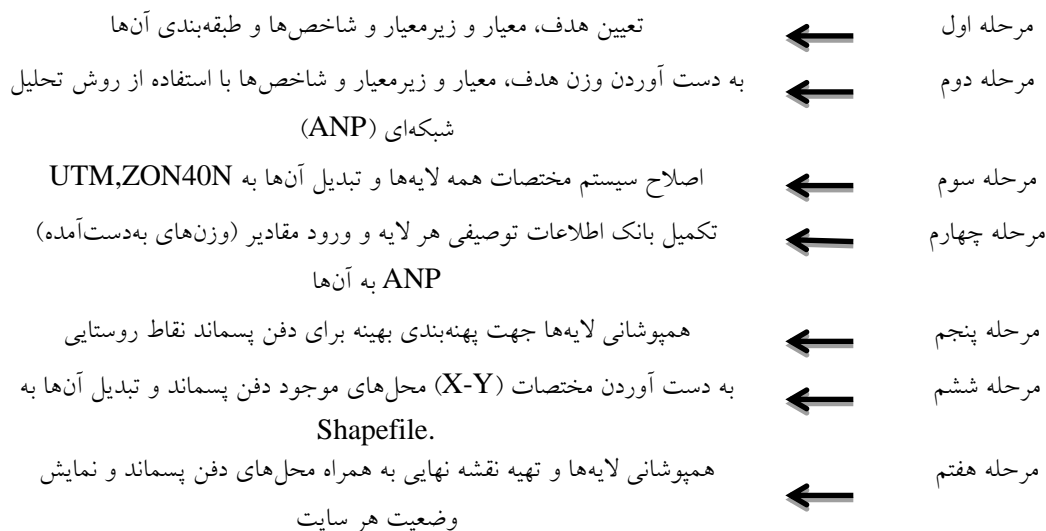 مرحله اول تعیین هدف، معیار و زیرمعیار و شاخص‌ها و طبقه‌بندی آن‌ها
مرحله دوم به دست آوردن وزن هدف، معیار و زیرمعیار و شاخص‌ها با استفاده از روش تحلیل
شبکه‌ای (ANP)
مرحله سوم اصلاح سیستم مختصات همه لایه‌ها و تبدیل آن‌ها به UTM,ZON40N
مرحله چهارم تکمیل بانک اطلاعات توصیفی هر لایه و ورود مقادیر (وزن‌های به‌دست‌آمده)
ANP به آن‌ها
مرحله پنجم همپوشانی لایه‌ها جهت پهنه‌بندی بهینه برای دفن پسماند نقاط روستایی
مرحله ششم به دست آوردن مختصات (X-Y) محل‌های موجود دفن پسماند و تبدیل آن‌ها به
Shapefile.
مرحله هفتم همپوشانی لایه‌ها و تهیه نقشه نهایی به همراه محل‌های دفن پسماند و نمایش
وضعیت هر سایت